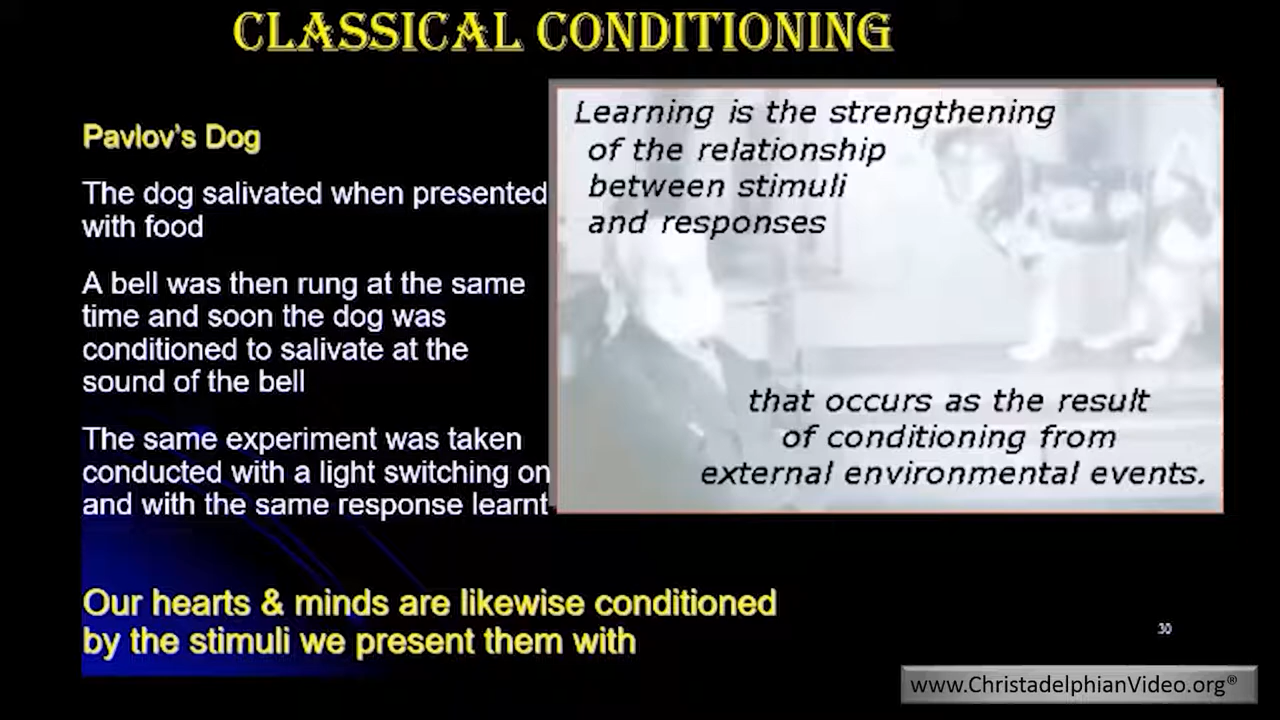 CLASSICAL CONDITIONING
Pavlov's Dog
The dog salivated when presented
with food
A bell was then rung at the same
time and soon the dog was
conditioned to salivate at the
sound of the bell
The same experiment was taken
conducted with a light switching on
and with the same response learnt
Learning is the strengthening
of the relationship
between stimuli
and responses
that occurs as the result
of conditioning from
external environmental events.
Our hearts & minds are likewise conditioned
by the stimuli we present them with
30
www.ChristadelphianVideo.org®